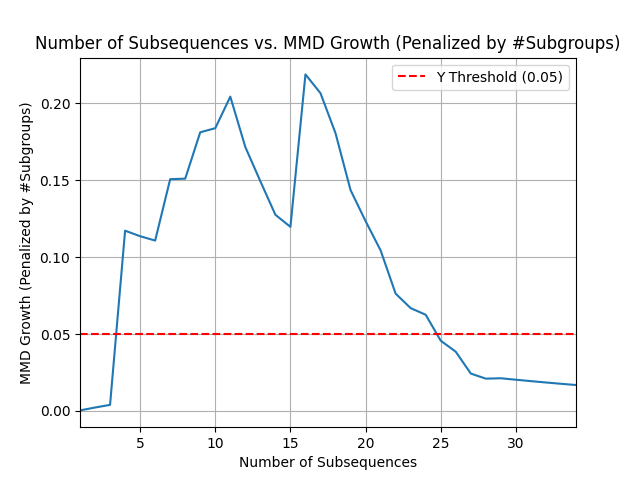 Number of Subsequences vs. MMD Growth (Penalized by #Subgroups)
Y Threshold (0.05)
MMD Growth (Penalized by #Subgroups)
0.20
0.15
0.10
0.05
0.00
5 10 15 20 25 30
Number of Subsequences